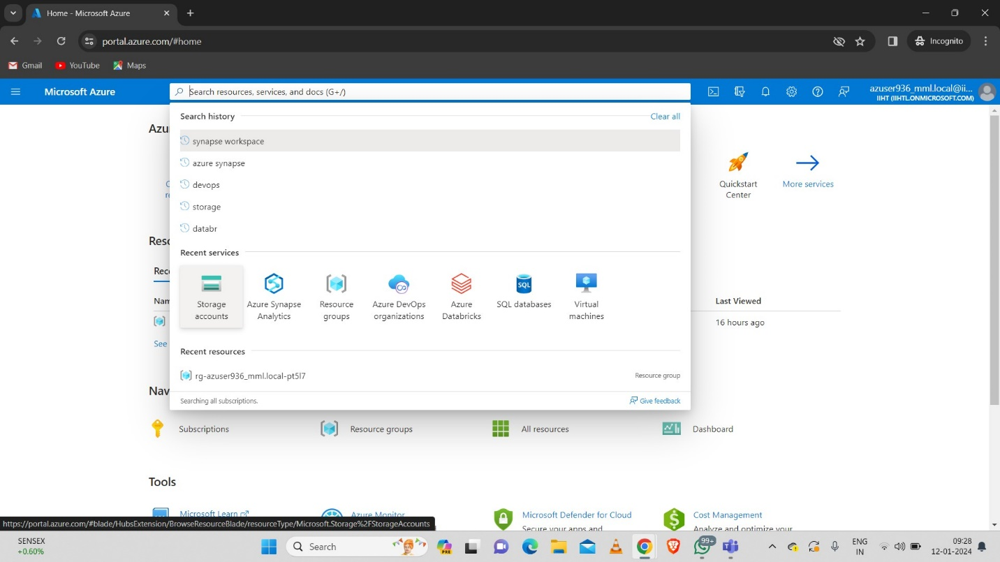 Home - Microsoft Azure
portal.azure.com/#home
Incognito
Gmail YouTube Maps
Microsoft Azure
Search resources, services, and docs (G+/)
azuser936_mml.local@ii...
IIHT (IIHTL.ONMICROSOFT.COM)
Search history
Clear all
Azu
synapse workspace
azure synapse
devops
storage
databr
Quickstart
Center
More services
Recent services
Storage
accounts
Azure Synapse
Analytics
Resource
groups
Azure DevOps
organizations
Azure
Databricks
SQL databases
Virtual
machines
Last Viewed
16 hours ago
See
Recent resources
rg-azuser936_mml.local-pt5l7
Resource group
Searching all subscriptions.
Give feedback
Nav
Subscriptions Resource groups All resources Dashboard
Tools
Microsoft Learn
Azure Monitor
Microsoft Defender for Cloud
Secure your apps and
Cost Management
Analyze and optimize your
https://portal.azure.com/#blade/HubsExtension/BrowseResourceBlade/resourceType/Microsoft.Storage%2FStorageAccounts
SENSEX
+0.60%
Search
PRE
99+
ENG
IN
09:28
12-01-2024